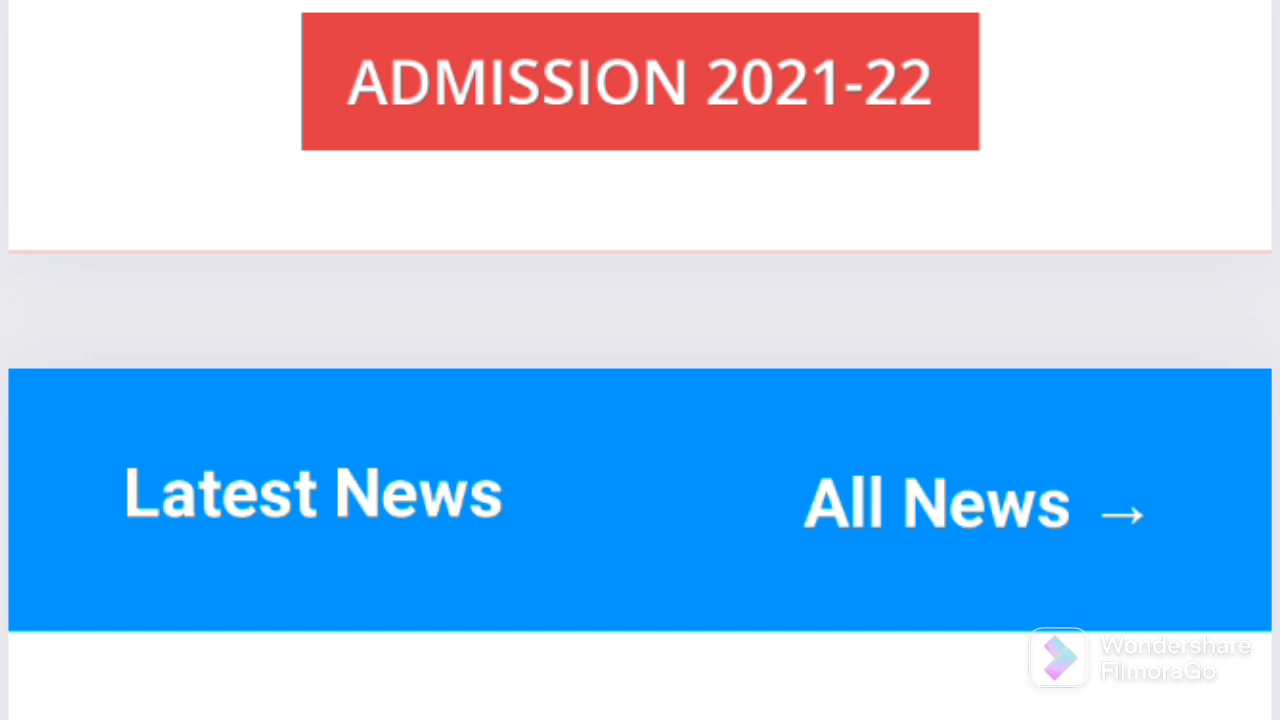 ADMISSION 2021-22
Latest News
All News →
Wondershare
FilmoraGo